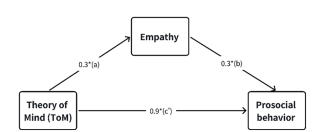 Empathy
0.3*(a)
0.3*(b)
Theory of
Mind (ToM)
0.9*(c')
Prosocial
behavior